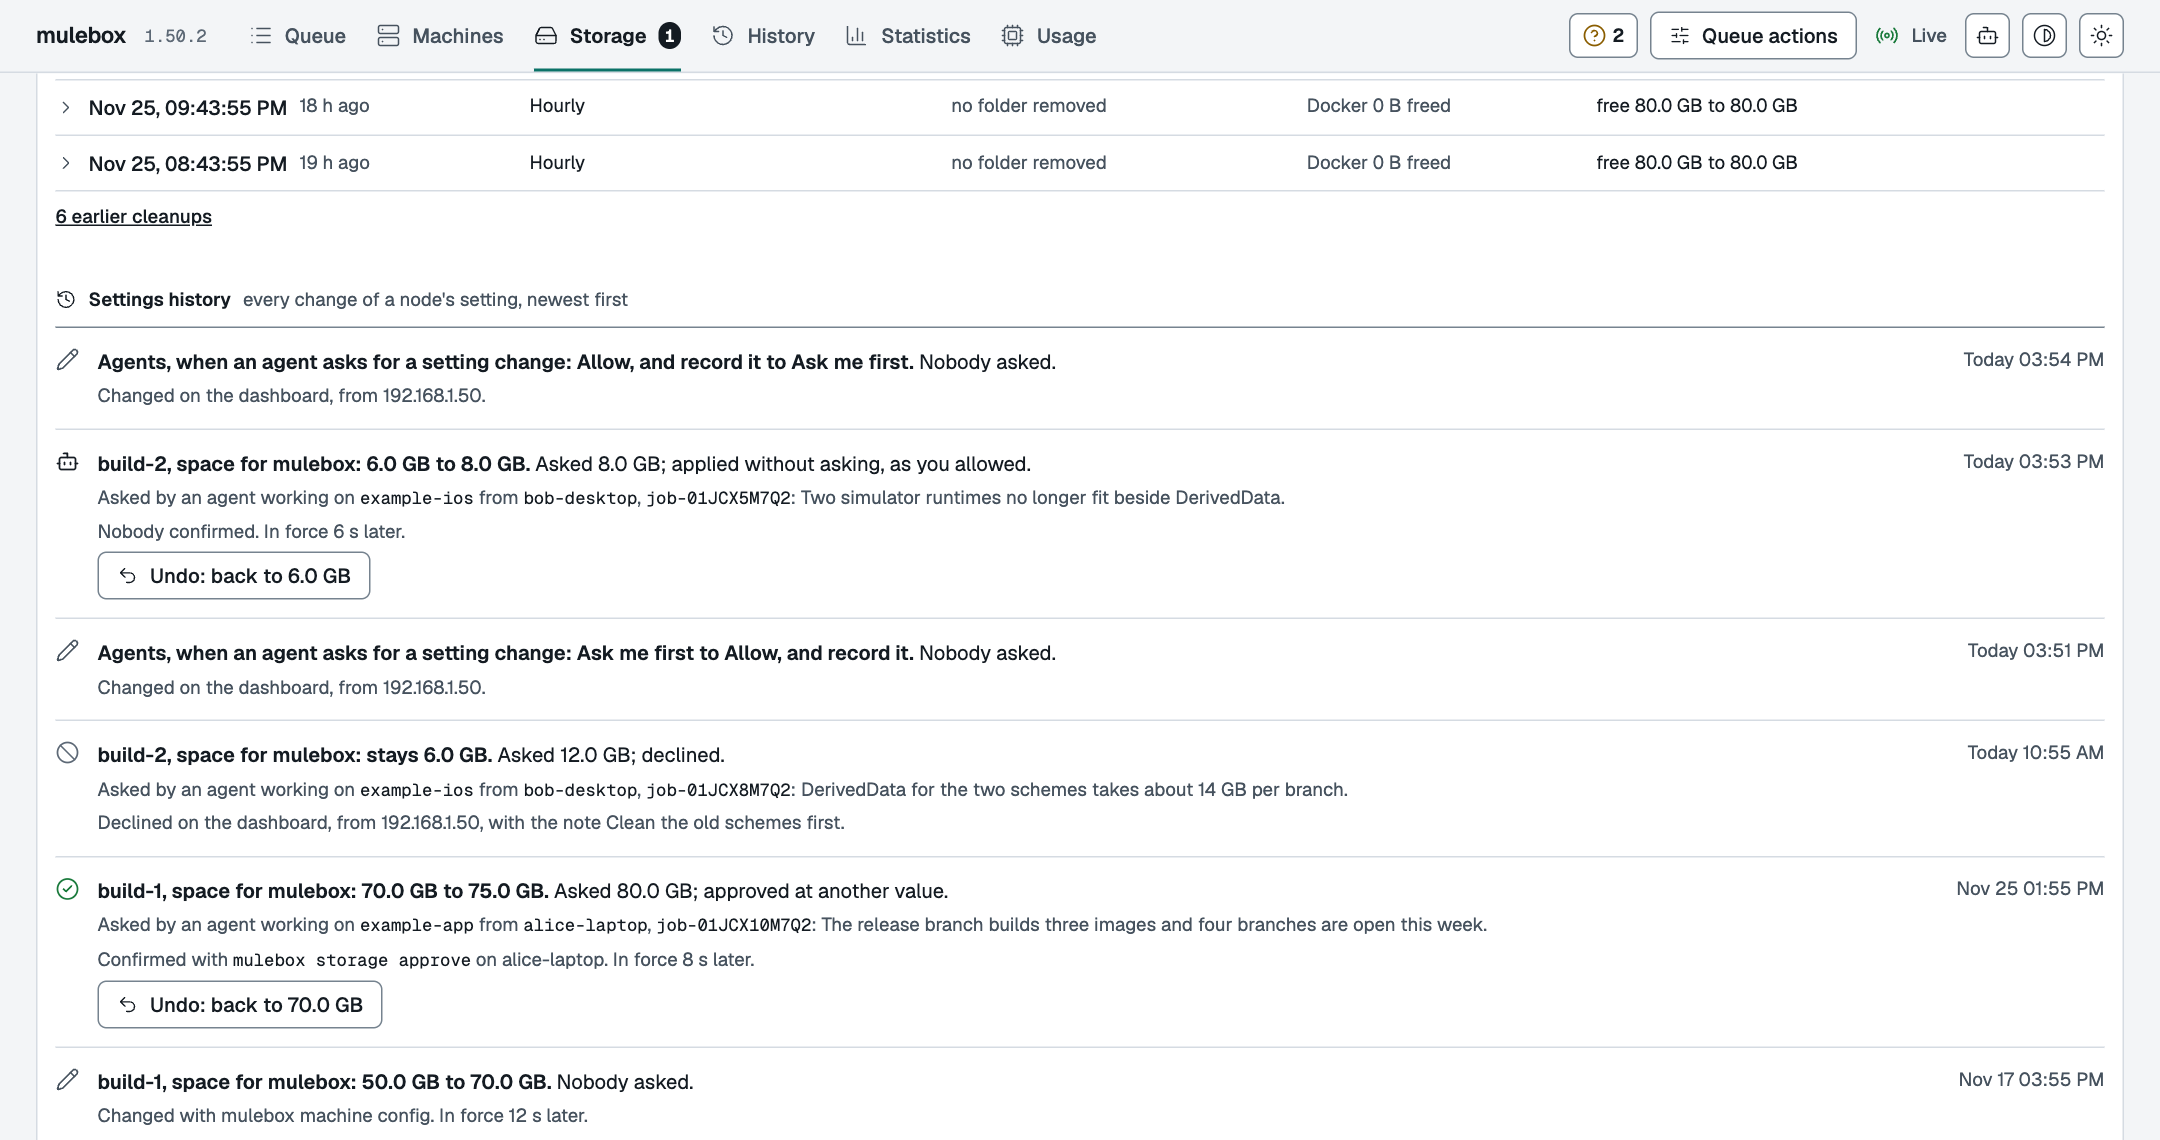 mulebox 1.50.2 Queue Machines Storage 1 History Statistics Usage ? 2 Queue actions Live
Nov 25, 09:43:55 PM 18 h ago Hourly no folder removed Docker 0 B freed free 80.0 GB to 80.0 GB
Nov 25, 08:43:55 PM 19 h ago Hourly no folder removed Docker 0 B freed free 80.0 GB to 80.0 GB
6 earlier cleanups
Settings history every change of a node's setting, newest first
Agents, when an agent asks for a setting change: Allow, and record it to Ask me first. Nobody asked. Today 03:54 PM
Changed on the dashboard, from 192.168.1.50.
build-2, space for mulebox: 6.0 GB to 8.0 GB. Asked 8.0 GB; applied without asking, as you allowed. Today 03:53 PM
Asked by an agent working on example-ios from bob-desktop, job-01JCX5M7Q2: Two simulator runtimes no longer fit beside DerivedData.
Nobody confirmed. In force 6 s later.
Undo: back to 6.0 GB
Agents, when an agent asks for a setting change: Ask me first to Allow, and record it. Nobody asked. Today 03:51 PM
Changed on the dashboard, from 192.168.1.50.
build-2, space for mulebox: stays 6.0 GB. Asked 12.0 GB; declined. Today 10:55 AM
Asked by an agent working on example-ios from bob-desktop, job-01JCX8M7Q2: DerivedData for the two schemes takes about 14 GB per branch.
Declined on the dashboard, from 192.168.1.50, with the note Clean the old schemes first.
build-1, space for mulebox: 70.0 GB to 75.0 GB. Asked 80.0 GB; approved at another value. Nov 25 01:55 PM
Asked by an agent working on example-app from alice-laptop, job-01JCX10M7Q2: The release branch builds three images and four branches are open this week.
Confirmed with mulebox storage approve on alice-laptop. In force 8 s later.
Undo: back to 70.0 GB
build-1, space for mulebox: 50.0 GB to 70.0 GB. Nobody asked. Nov 17 03:55 PM
Changed with mulebox machine config. In force 12 s later.